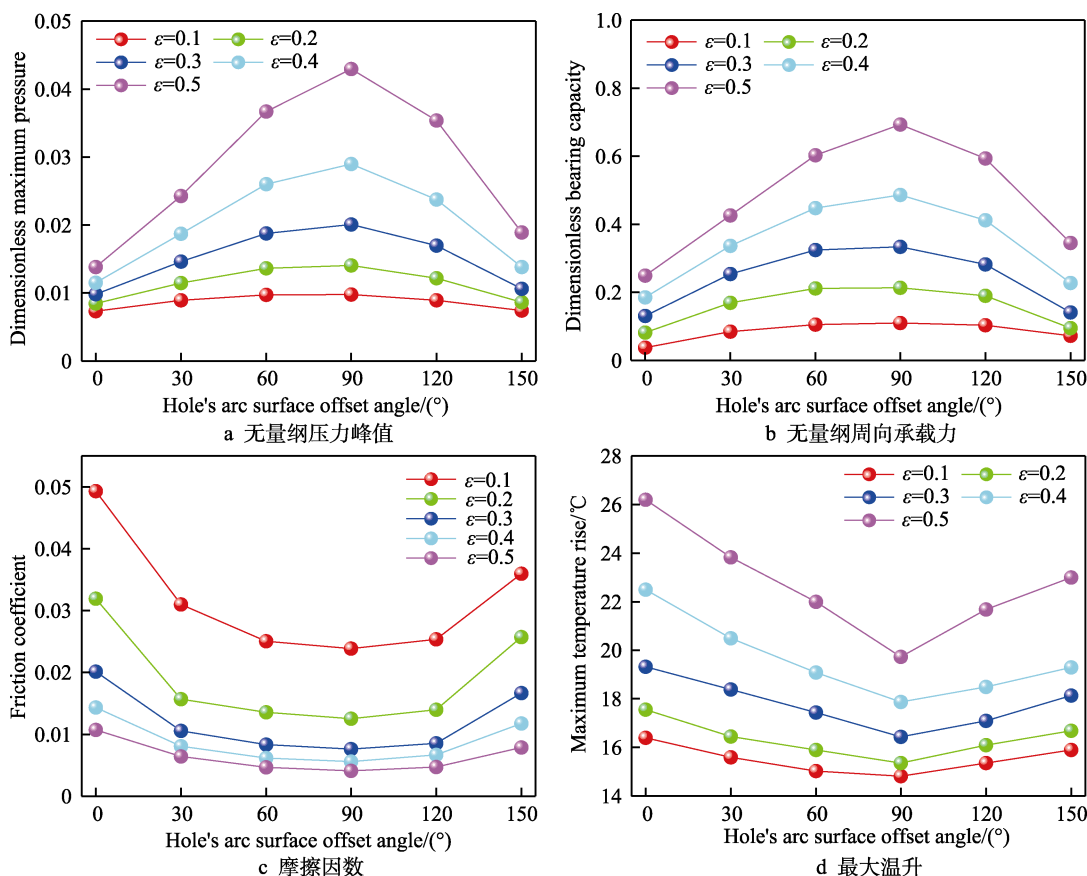 0.05
0.04
0.03
0.02
0.01
0
Dimensionless maximum pressure
ε=0.1 ε=0.2
ε=0.3 ε=0.4
ε=0.5
0 30 60 90 120 150
Hole's arc surface offset angle/(°)
a 无量纲压力峰值
1.0
0.8
0.6
0.4
0.2
0
Dimensionless bearing capacity
ε=0.1 ε=0.2
ε=0.3 ε=0.4
ε=0.5
0 30 60 90 120 150
Hole's arc surface offset angle/(°)
b 无量纲周向承载力
0.05
0.04
0.03
0.02
0.01
0
Friction coefficient
ε=0.1
ε=0.2
ε=0.3
ε=0.4
ε=0.5
0 30 60 90 120 150
Hole's arc surface offset angle/(°)
c 摩擦因数
28
26
24
22
20
18
16
14
Maximum temperature rise/℃
ε=0.1 ε=0.2
ε=0.3 ε=0.4
ε=0.5
0 30 60 90 120 150
Hole's arc surface offset angle/(°)
d 最大温升